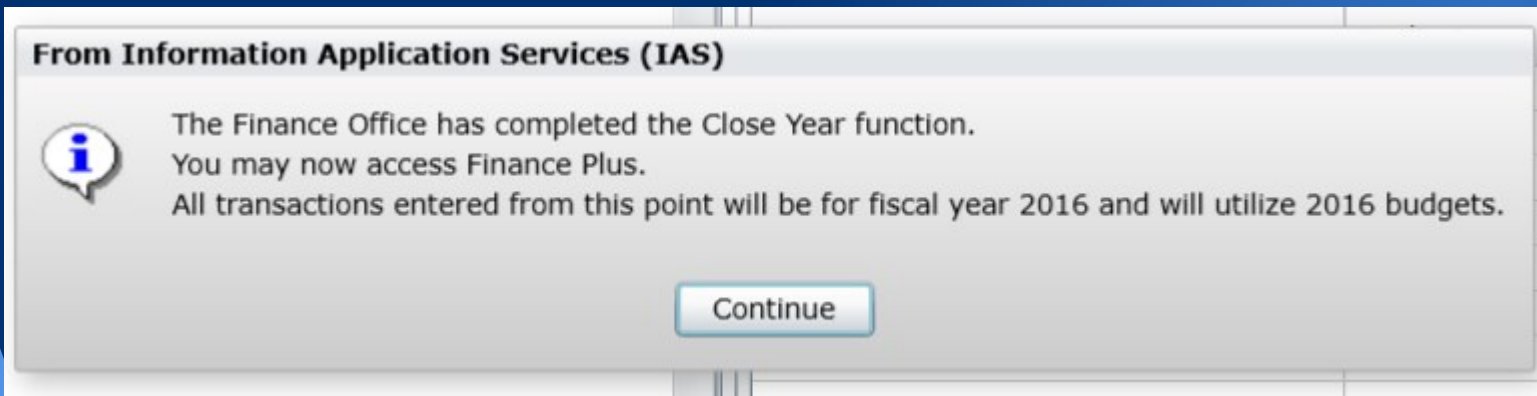 From Information Application Services (IAS)
The Finance Office has completed the Close Year function.
You may now access Finance Plus.
All transactions entered from this point will be for fiscal year 2016 and will utilize 2016 budgets.
Continue